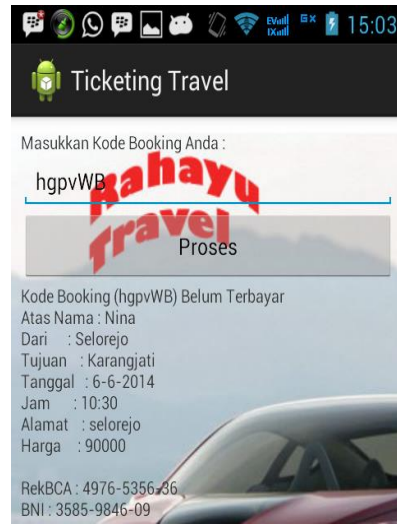 EVull Gx 15:03
Ticketing Travel
Masukkan Kode Booking Anda :
Rahayu
hgpvWB
Travel
Proses
Kode Booking (hgpvWB) Belum Terbayar
Atas Nama : Nina
Dari : Selorejo
Tujuan : Karangjati
Tanggal : 6-6-2014
Jam : 10:30
Alamat : selorejo
Harga : 90000
RekBCA : 4976-5356-36
BNI : 3585-9846-09